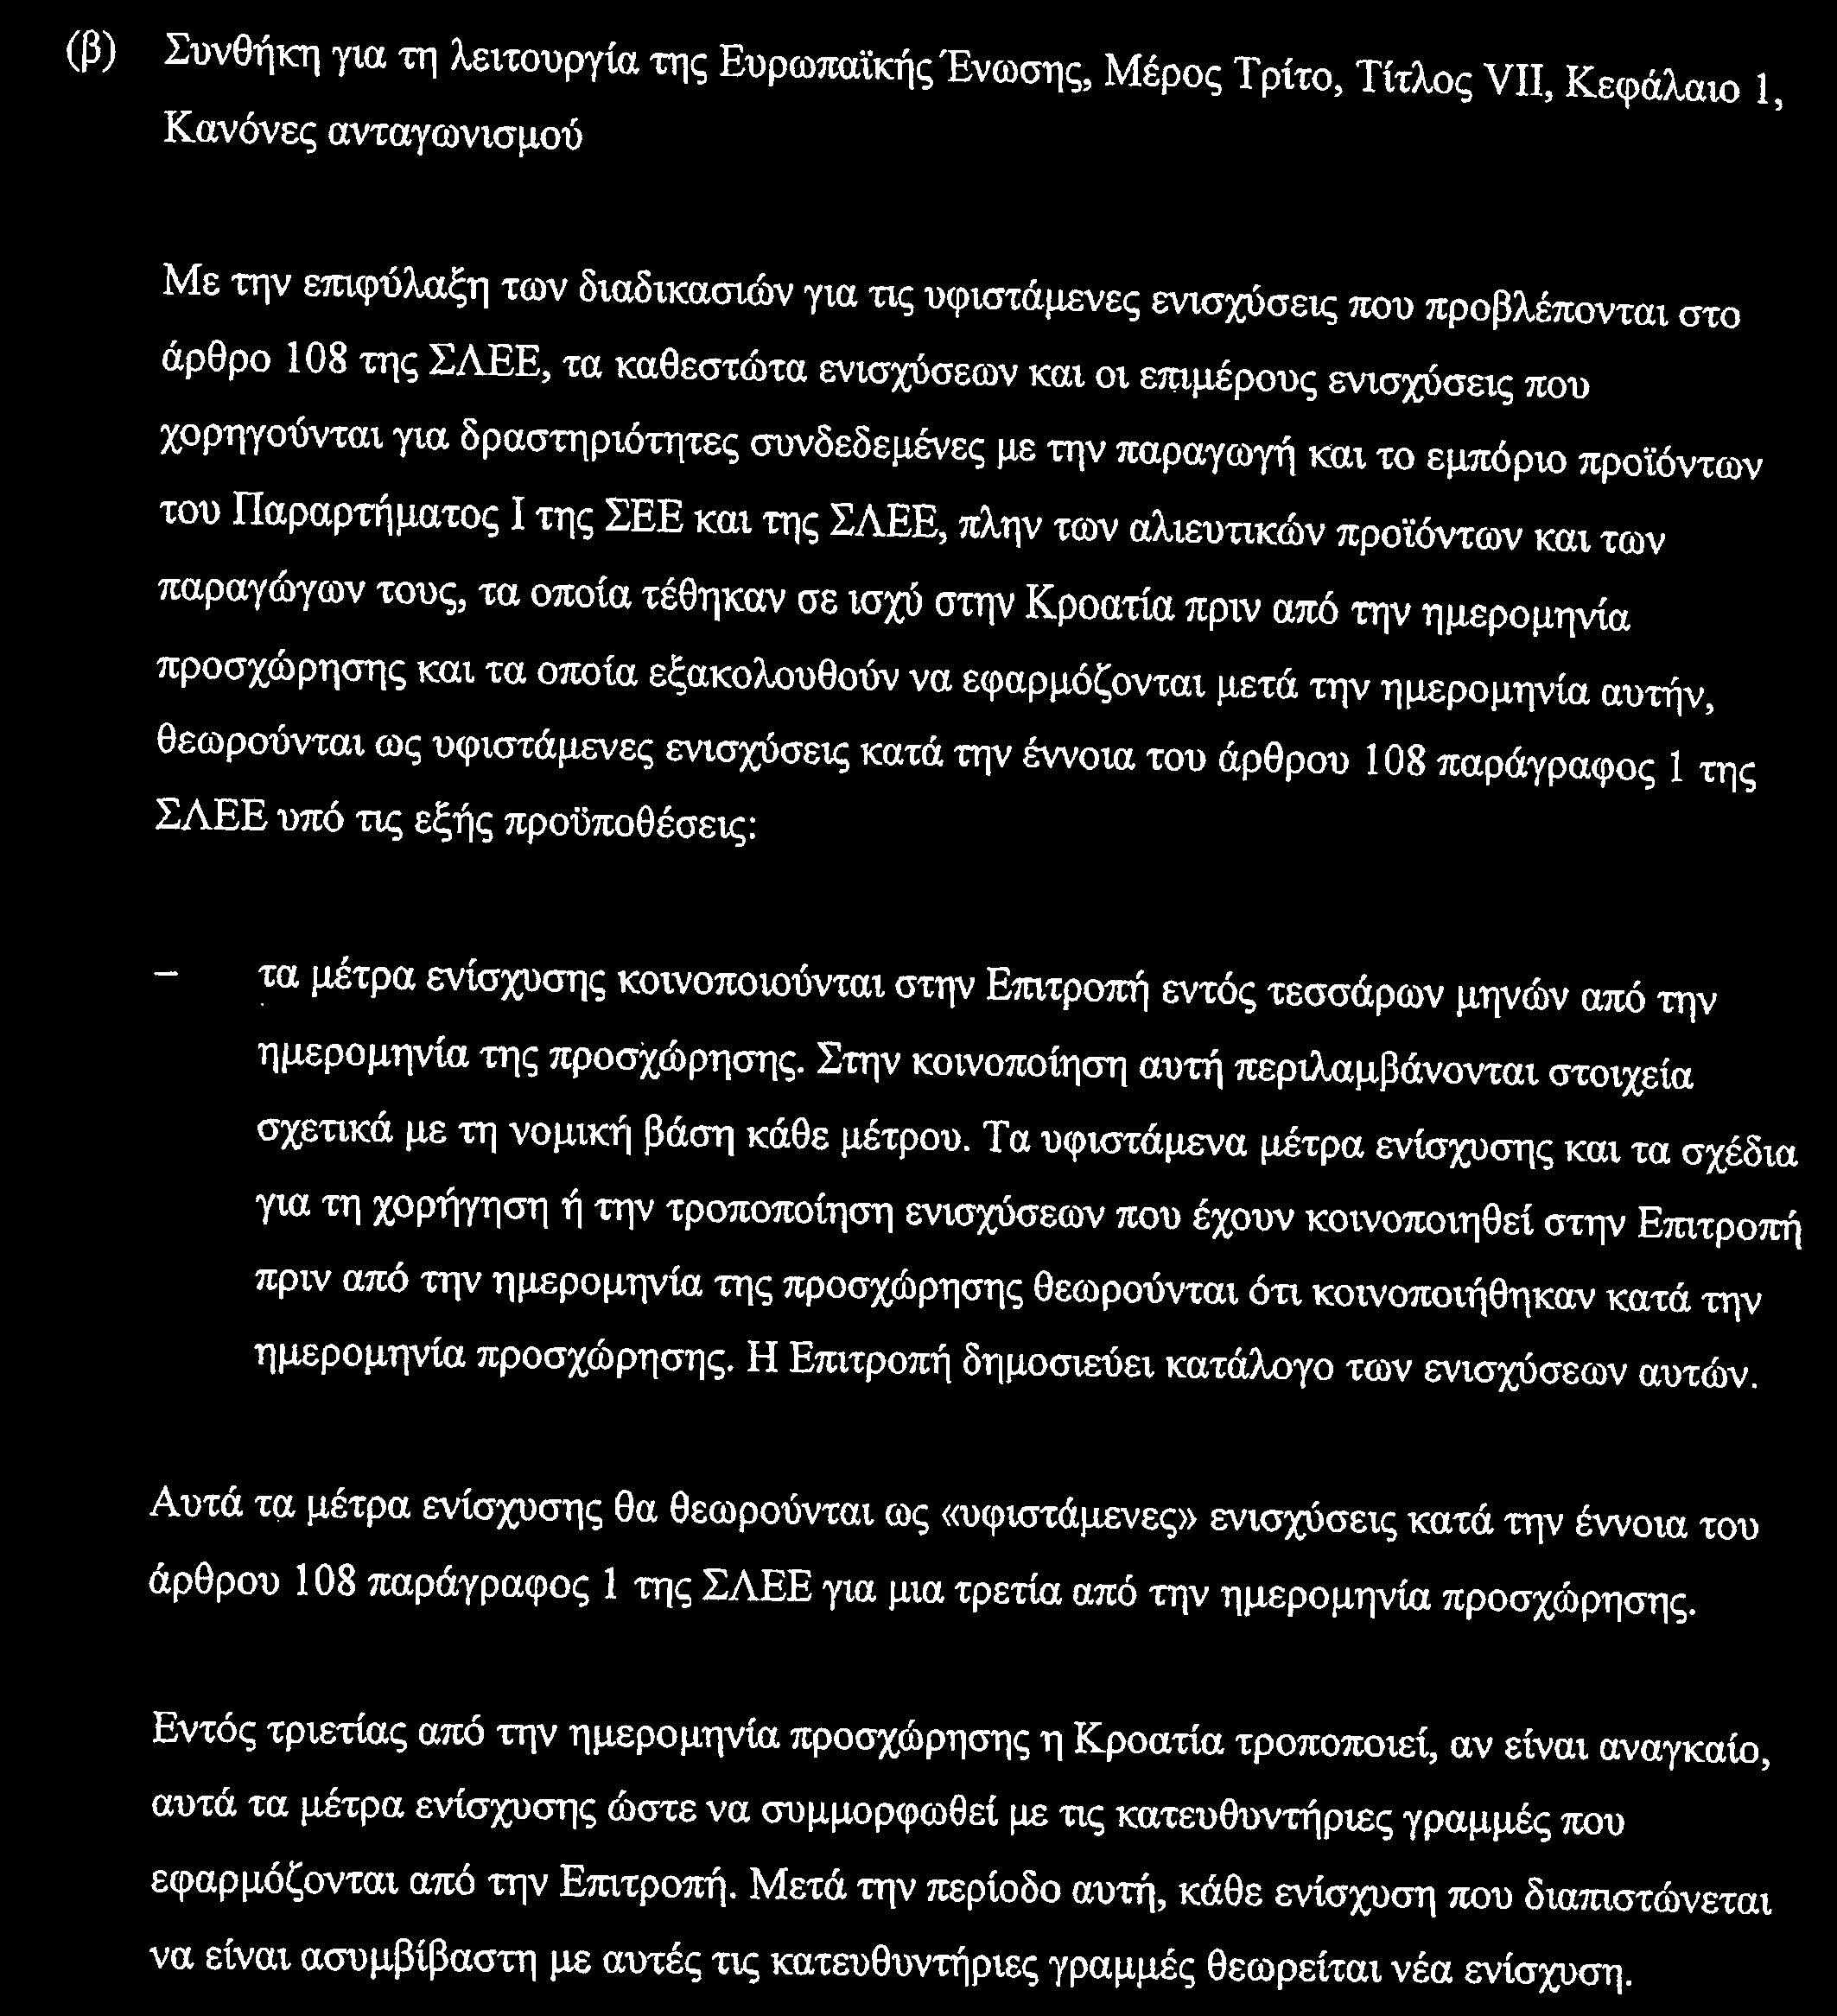 (β) Συνθήκη για τη λειτουργία της Ευρωπαϊκής Ένωσης, Μέρος Τρίτο, Τίτλος VII, Κεφάλαιο 1,
Κανόνες ανταγωνισμού
Με την επιφύλαξη των διαδικασιών για τις υφιστάμενες ενισχύσεις που προβλέπονται στο
άρθρο 108 της ΣΛΕΕ, τα καθεστώτα ενισχύσεων και οι επιμέρους ενισχύσεις που
χορηγούνται για δραστηριότητες συνδεδεμένες με την παραγωγή και το εμπόριο προϊόντων
του Παραρτήματος Ι της ΣΕΕ και της ΣΛΕΕ, πλην των αλιευτικών προϊόντων και των
παραγώγων τους, τα οποία τέθηκαν σε ισχύ στην Κροατία πριν από την ημερομηνία
προσχώρησης και τα οποία εξακολουθούν να εφαρμόζονται μετά την ημερομηνία αυτήν,
θεωρούνται ως υφιστάμενες ενισχύσεις κατά την έννοια του άρθρου 108 παράγραφος 1 της
ΣΛΕΕ υπό τις εξής προϋποθέσεις:
– τα μέτρα ενίσχυσης κοινοποιούνται στην Επιτροπή εντός τεσσάρων μηνών από την
ημερομηνία της προσχώρησης. Στην κοινοποίηση αυτή περιλαμβάνονται στοιχεία
σχετικά με τη νομική βάση κάθε μέτρου. Τα υφιστάμενα μέτρα ενίσχυσης και τα σχέδια
για τη χορήγηση ή την τροποποίηση ενισχύσεων που έχουν κοινοποιηθεί στην Επιτροπή
πριν από την ημερομηνία της προσχώρησης θεωρούνται ότι κοινοποιήθηκαν κατά την
ημερομηνία προσχώρησης. Η Επιτροπή δημοσιεύει κατάλογο των ενισχύσεων αυτών.
Αυτά τα μέτρα ενίσχυσης θα θεωρούνται ως «υφιστάμενες» ενισχύσεις κατά την έννοια του
άρθρου 108 παράγραφος 1 της ΣΛΕΕ για μια τρετία από την ημερομηνία προσχώρησης.
Εντός τριετίας από την ημερομηνία προσχώρησης η Κροατία τροποποιεί, αν είναι αναγκαίο,
αυτά τα μέτρα ενίσχυσης ώστε να συμμορφωθεί με τις κατευθυντήριες γραμμές που
εφαρμόζονται από την Επιτροπή. Μετά την περίοδο αυτή, κάθε ενίσχυση που διαπιστώνεται
να είναι ασυμβίβαστη με αυτές τις κατευθυντήριες γραμμές θεωρείται νέα ενίσχυση.